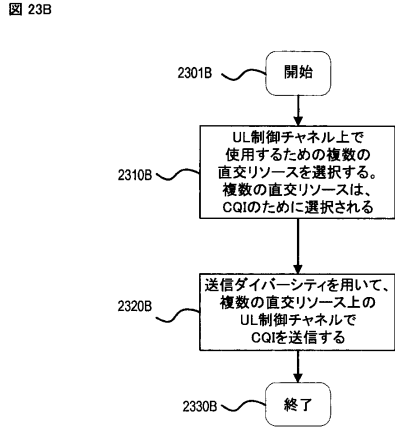 図 23B
2301B
開始
2310B
UL制御チャネル上で
使用するための複数の
直交リソースを選択する。
複数の直交リソースは、
CQIのために選択される
2320B
送信ダイバーシティを用いて、
複数の直交リソース上の
UL制御チャネルで
CQIを送信する
2330B
終了